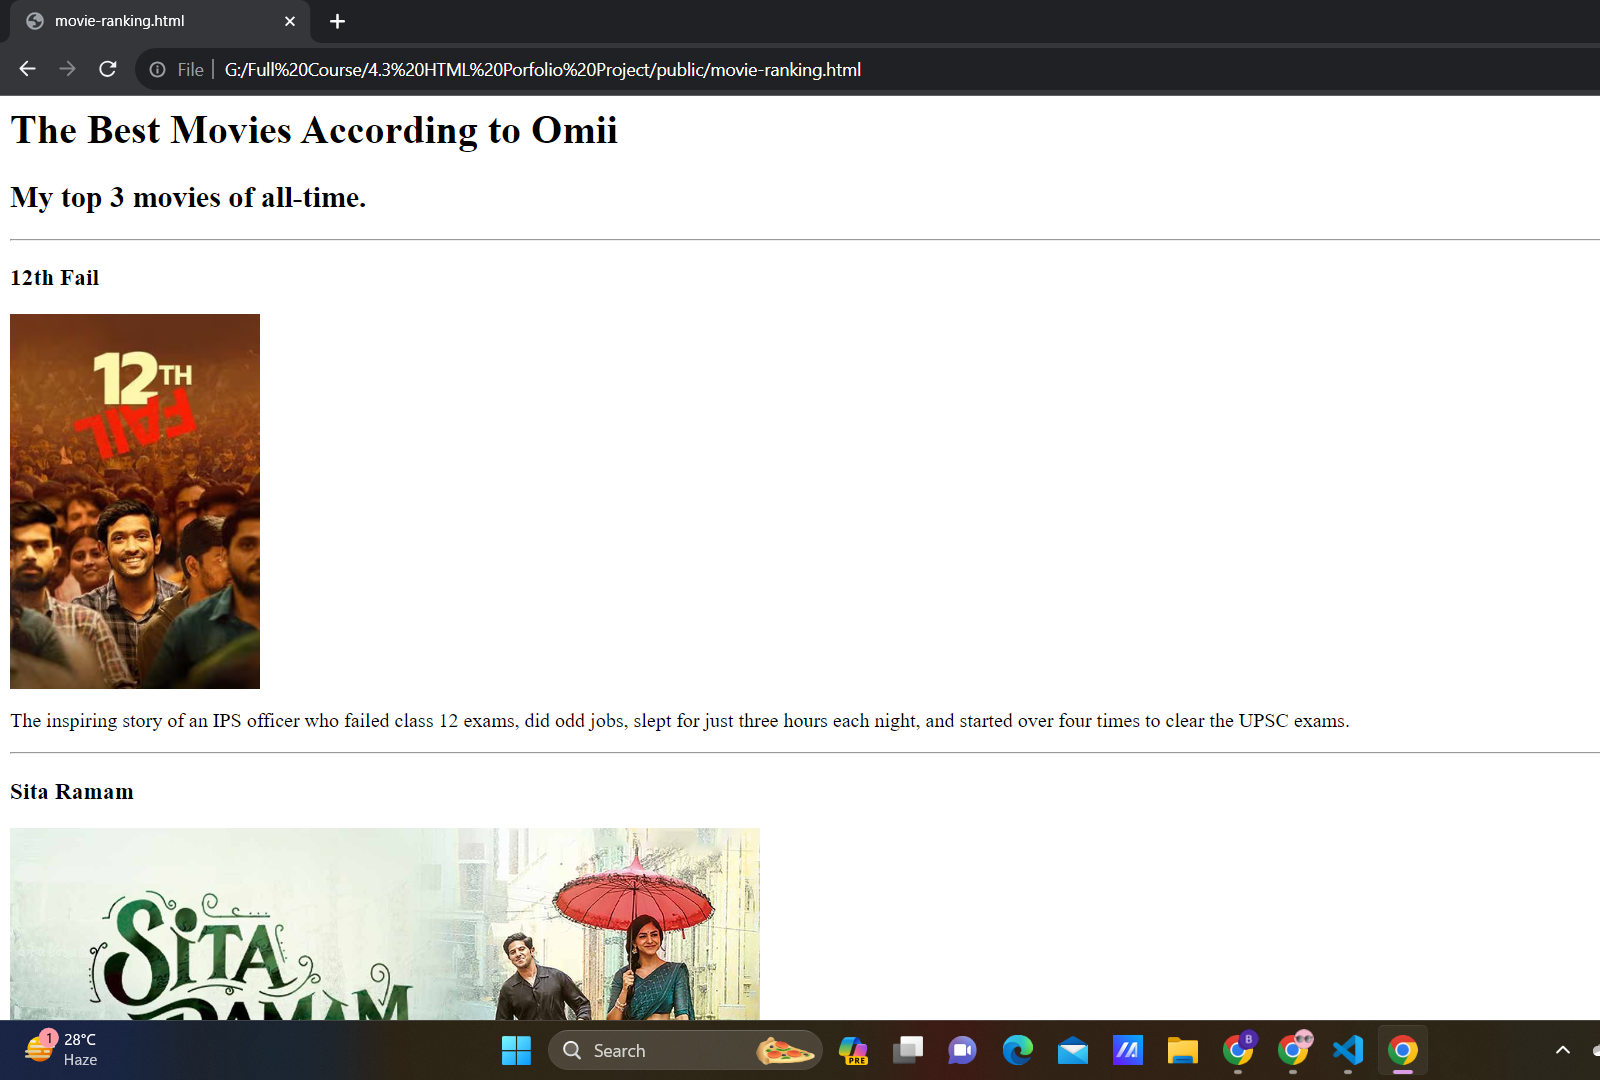 movie-ranking.html
File
G:/Full%20Course/4.3%20HTML%20Porfolio%20Project/public/movie-ranking.html
The Best Movies According to Omii
My top 3 movies of all-time.
12th Fail
12TH
FAIL
The inspiring story of an IPS officer who failed class 12 exams, did odd jobs, slept for just three hours each night, and started over four times to clear the UPSC exams.
Sita Ramam
SITA
RAMAM
1
28°C
Haze
Search
PRE
B